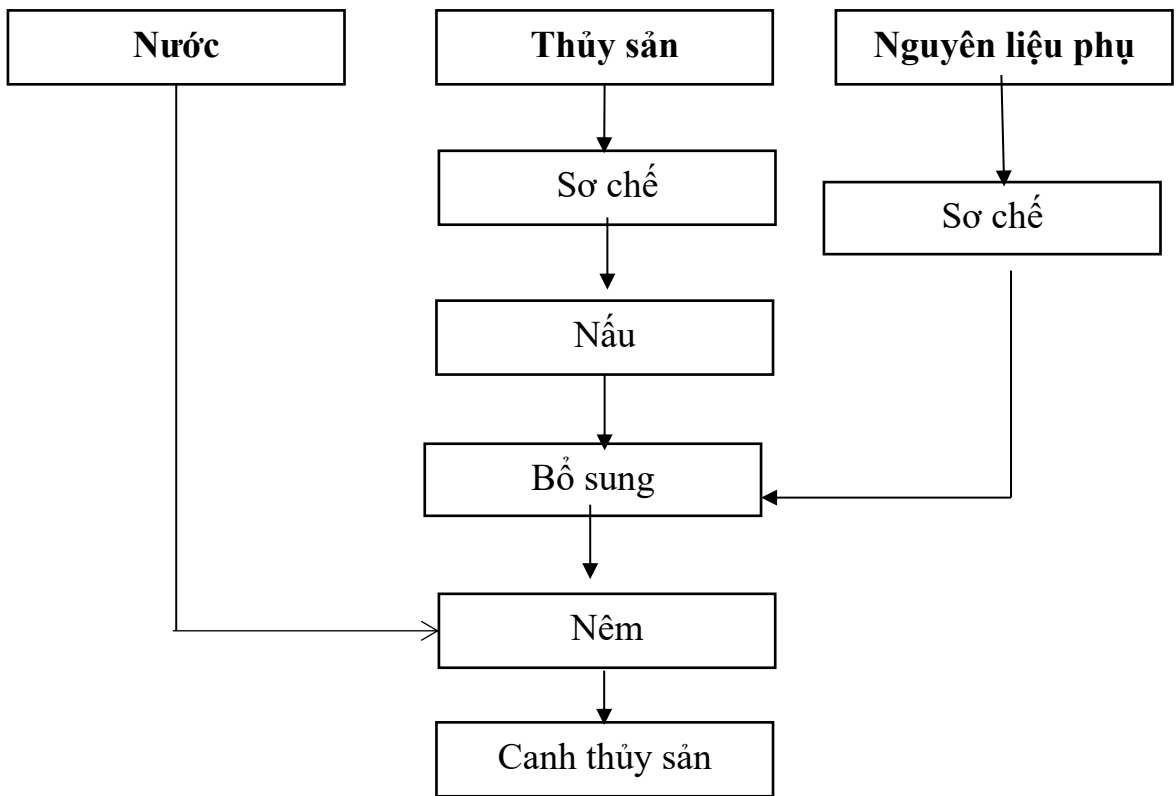 Nước
Thủy sản
Nguyên liệu phụ
Sơ chế
Sơ chế
Nấu
Bổ sung
Nêm
Canh thủy sản